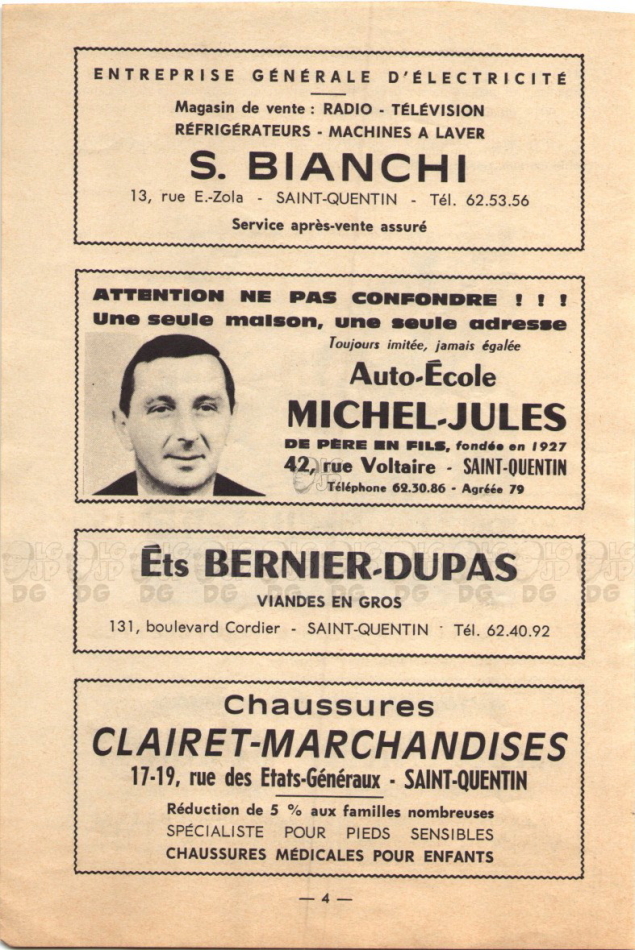 ENTREPRISE GÉNÉRALE D'ÉLECTRICITÉ
Magasin de vente : RADIO - TÉLÉVISION
RÉFRIGÉRATEURS - MACHINES A LAVER
S. BIANCHI
13, rue E.-Zola - SAINT-QUENTIN - Tél. 62.53.56
Service après-vente assuré
ATTENTION NE PAS CONFONDRE ! ! !
Une seule maison, une seule adresse
Toujours imitée, jamais égalée
Auto-École
MICHEL-JULES
DE PÈRE EN FILS, fondée en 1927
42, rue Voltaire - SAINT-QUENTIN
Téléphone 62.30.86 - Agréée 79
Éts BERNIER-DUPAS
VIANDES EN GROS
131, boulevard Cordier - SAINT-QUENTIN - Tél. 62.40.92
Chaussures
CLAIRET-MARCHANDISES
17-19, rue des Etats-Généraux - SAINT-QUENTIN
Réduction de 5 % aux familles nombreuses
SPÉCIALISTE POUR PIEDS SENSIBLES
CHAUSSURES MÉDICALES POUR ENFANTS
— 4 —